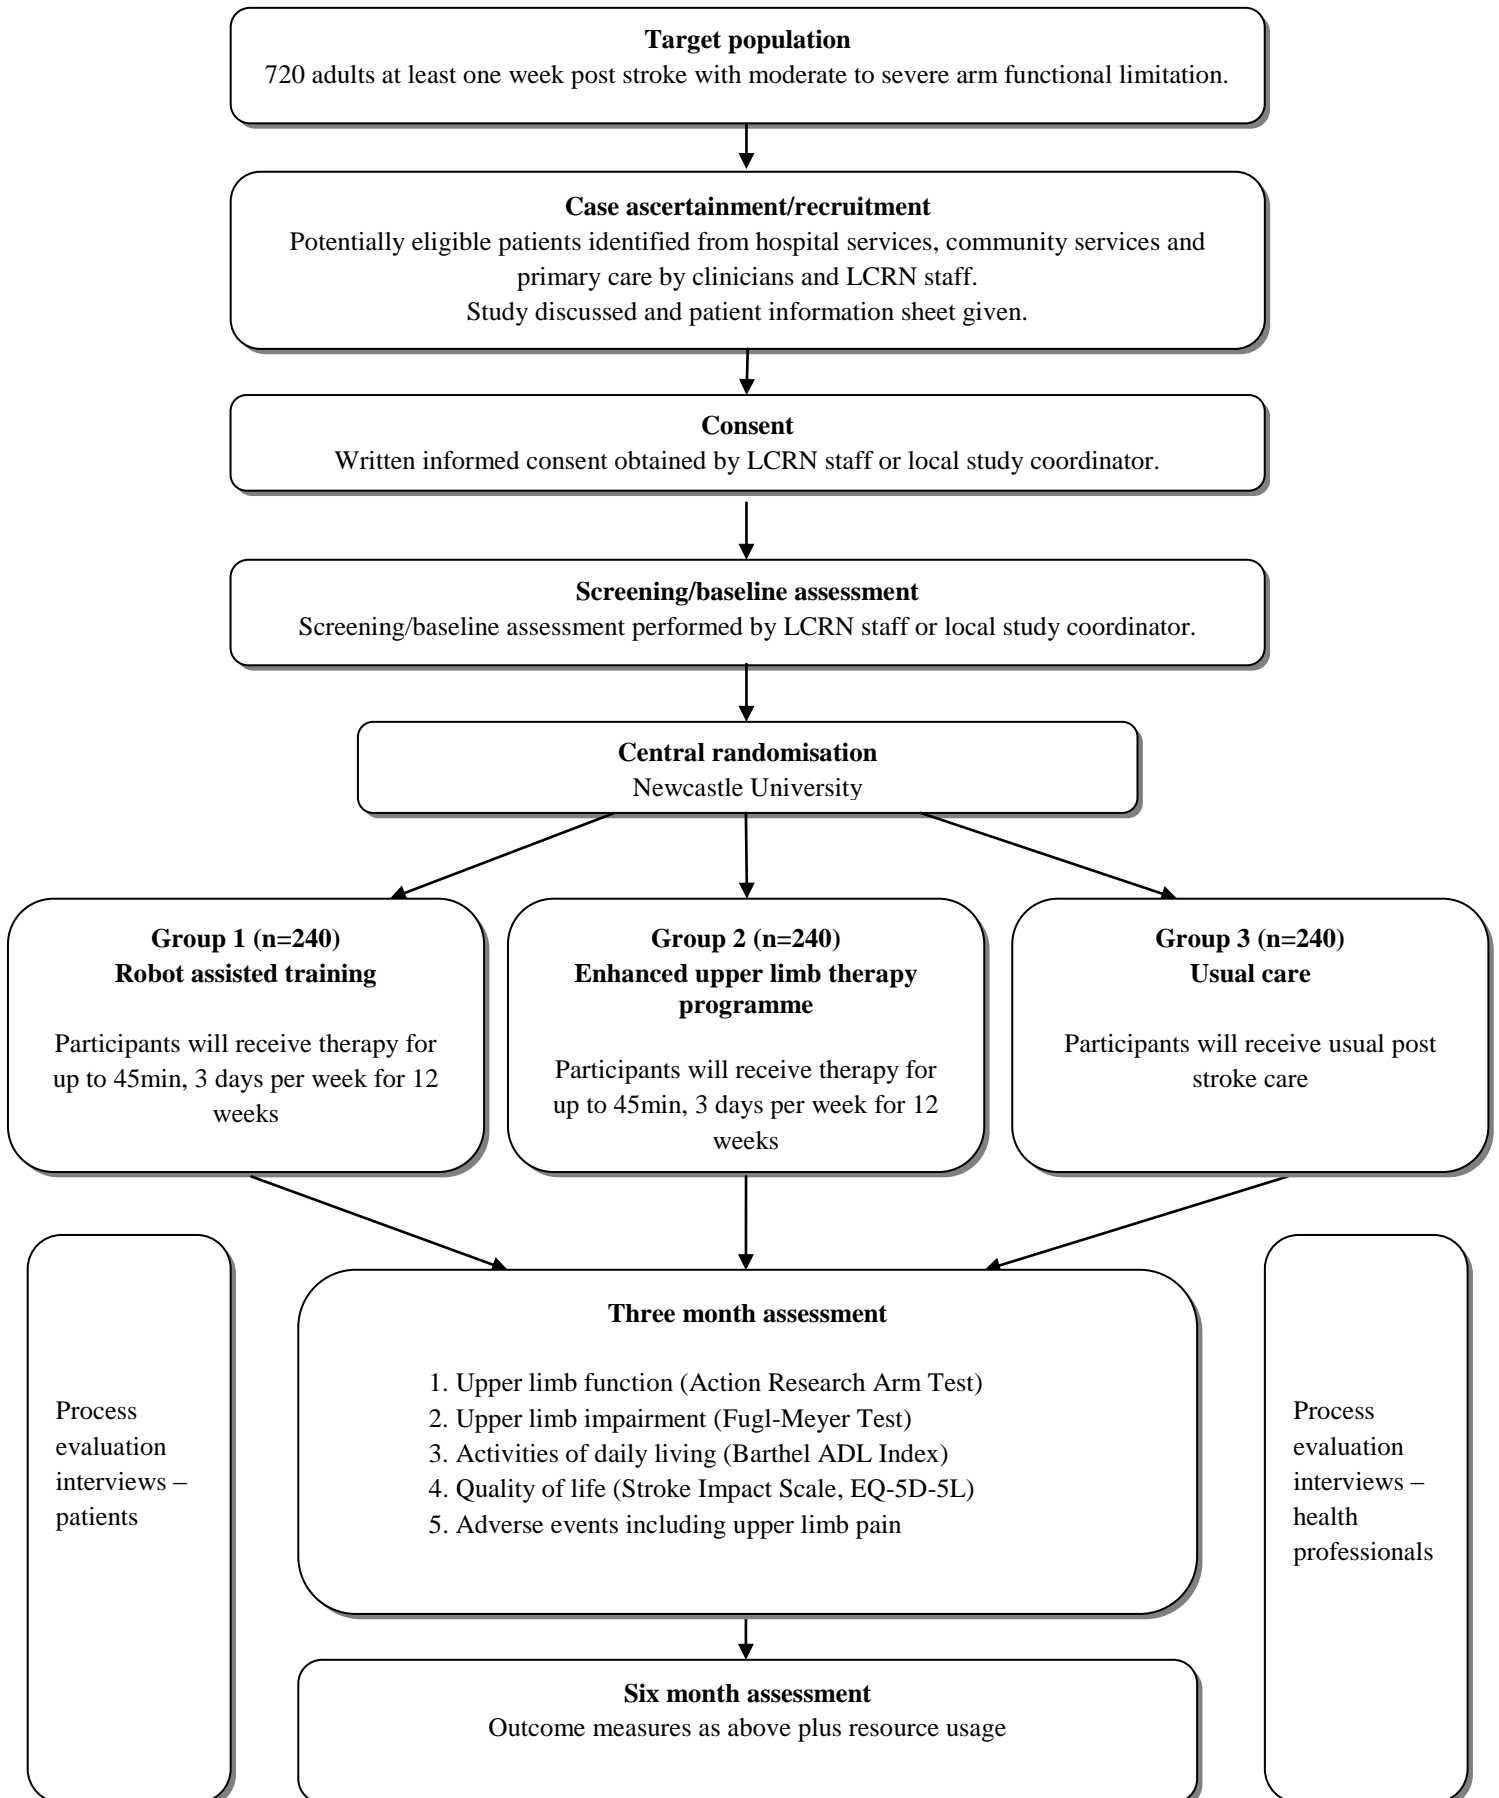 Target population
720 adults at least one week post stroke with moderate to severe arm functional limitation.
Case ascertainment/recruitment
Potentially eligible patients identified from hospital services, community services and
primary care by clinicians and LCRN staff.
Study discussed and patient information sheet given.
Consent
Written informed consent obtained by LCRN staff or local study coordinator.
Screening/baseline assessment
Screening/baseline assessment performed by LCRN staff or local study coordinator.
Central randomisation
Newcastle University
Group 1 (n=240)
Robot assisted training
Participants will receive therapy for
up to 45min, 3 days per week for 12
weeks
Group 2 (n=240)
Enhanced upper limb therapy
programme
Participants will receive therapy for
up to 45min, 3 days per week for 12
weeks
Group 3 (n=240)
Usual care
Participants will receive usual post
stroke care
Process
evaluation
interviews –
patients
Three month assessment
1. Upper limb function (Action Research Arm Test)
2. Upper limb impairment (Fugl-Meyer Test)
3. Activities of daily living (Barthel ADL Index)
4. Quality of life (Stroke Impact Scale, EQ-5D-5L)
5. Adverse events including upper limb pain
Process
evaluation
interviews –
health
professionals
Six month assessment
Outcome measures as above plus resource usage